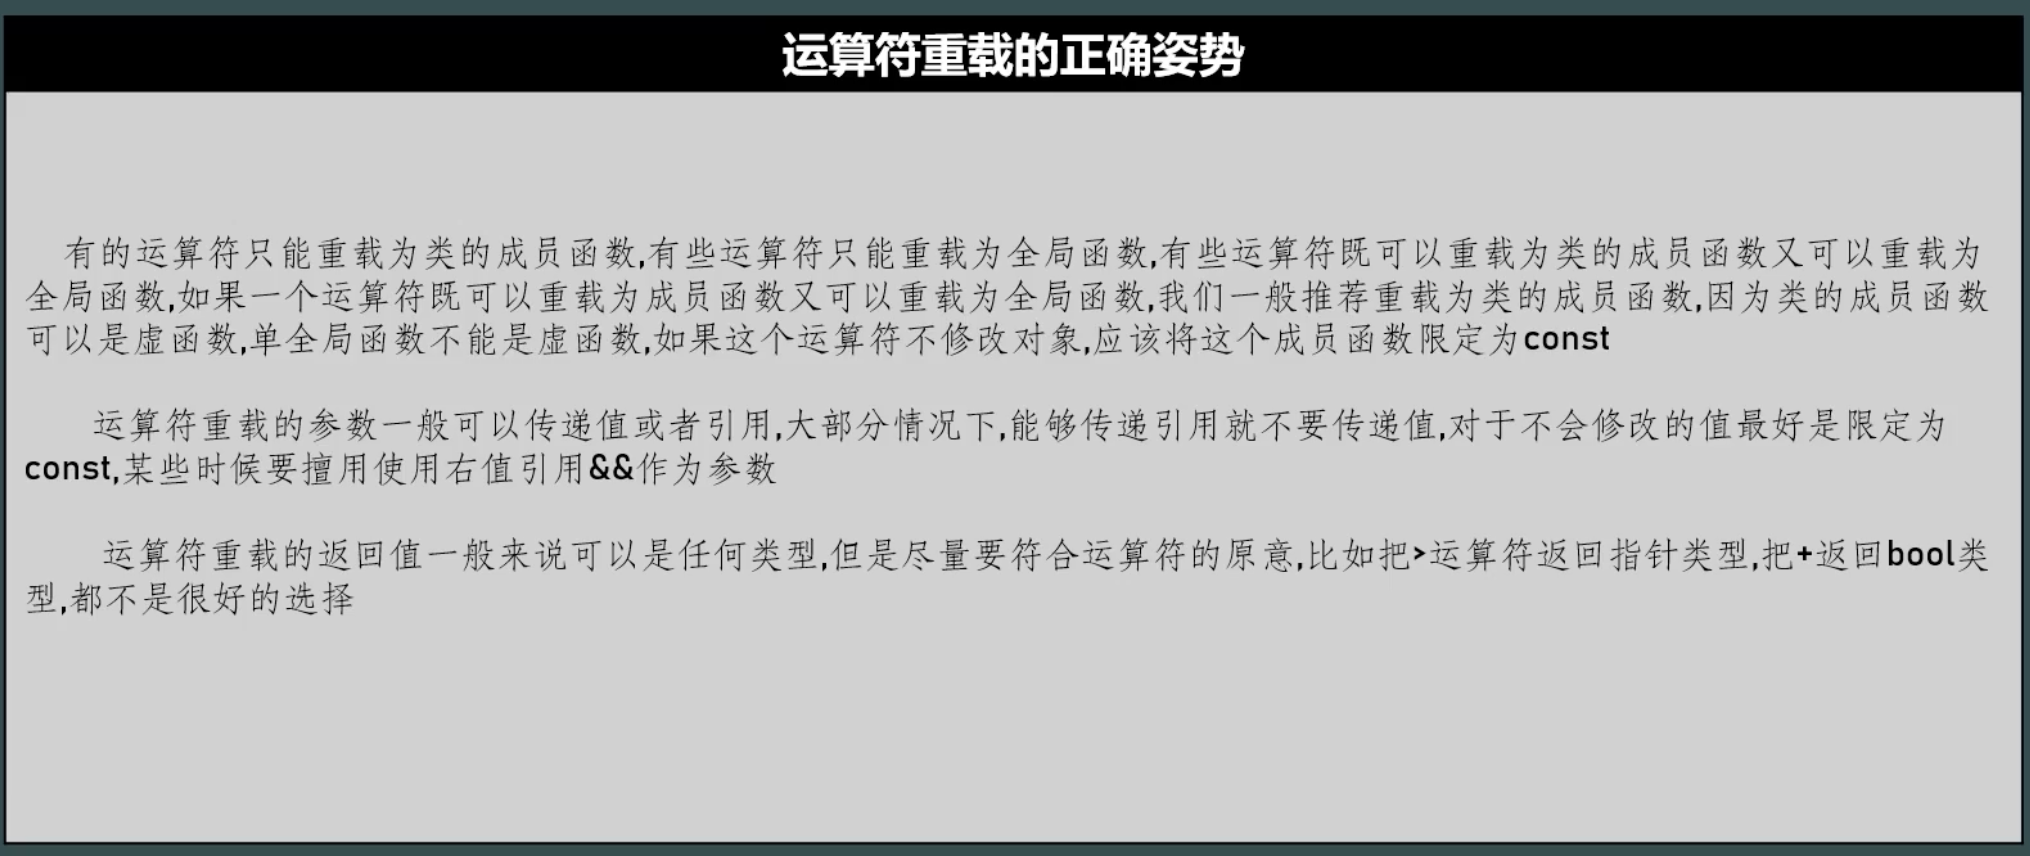 运算符重载的正确姿势
有的运算符只能重载为类的成员函数,有些运算符只能重载为全局函数,有些运算符既可以重载为类的成员函数又可以重载为
全局函数,如果一个运算符既可以重载为成员函数又可以重载为全局函数,我们一般推荐重载为类的成员函数,因为类的成员函数
可以是虚函数,单全局函数不能是虚函数,如果这个运算符不修改对象,应该将这个成员函数限定为const
运算符重载的参数一般可以传递值或者引用,大部分情况下,能够传递引用就不要传递值,对于不会修改的值最好是限定为
const,某些时候要擅用使用右值引用&&作为参数
运算符重载的返回值一般来说可以是任何类型,但是尽量要符合运算符的原意,比如把>运算符返回指针类型,把+返回bool类
型,都不是很好的选择